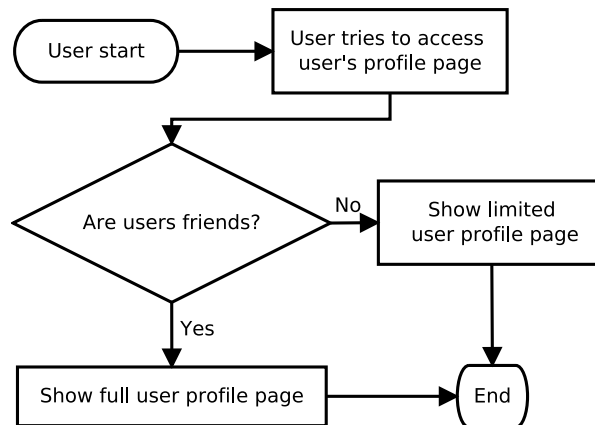 User start
User tries to access
user's profile page
Are users friends?
No
Show limited
user profile page
Yes
Show full user profile page
End